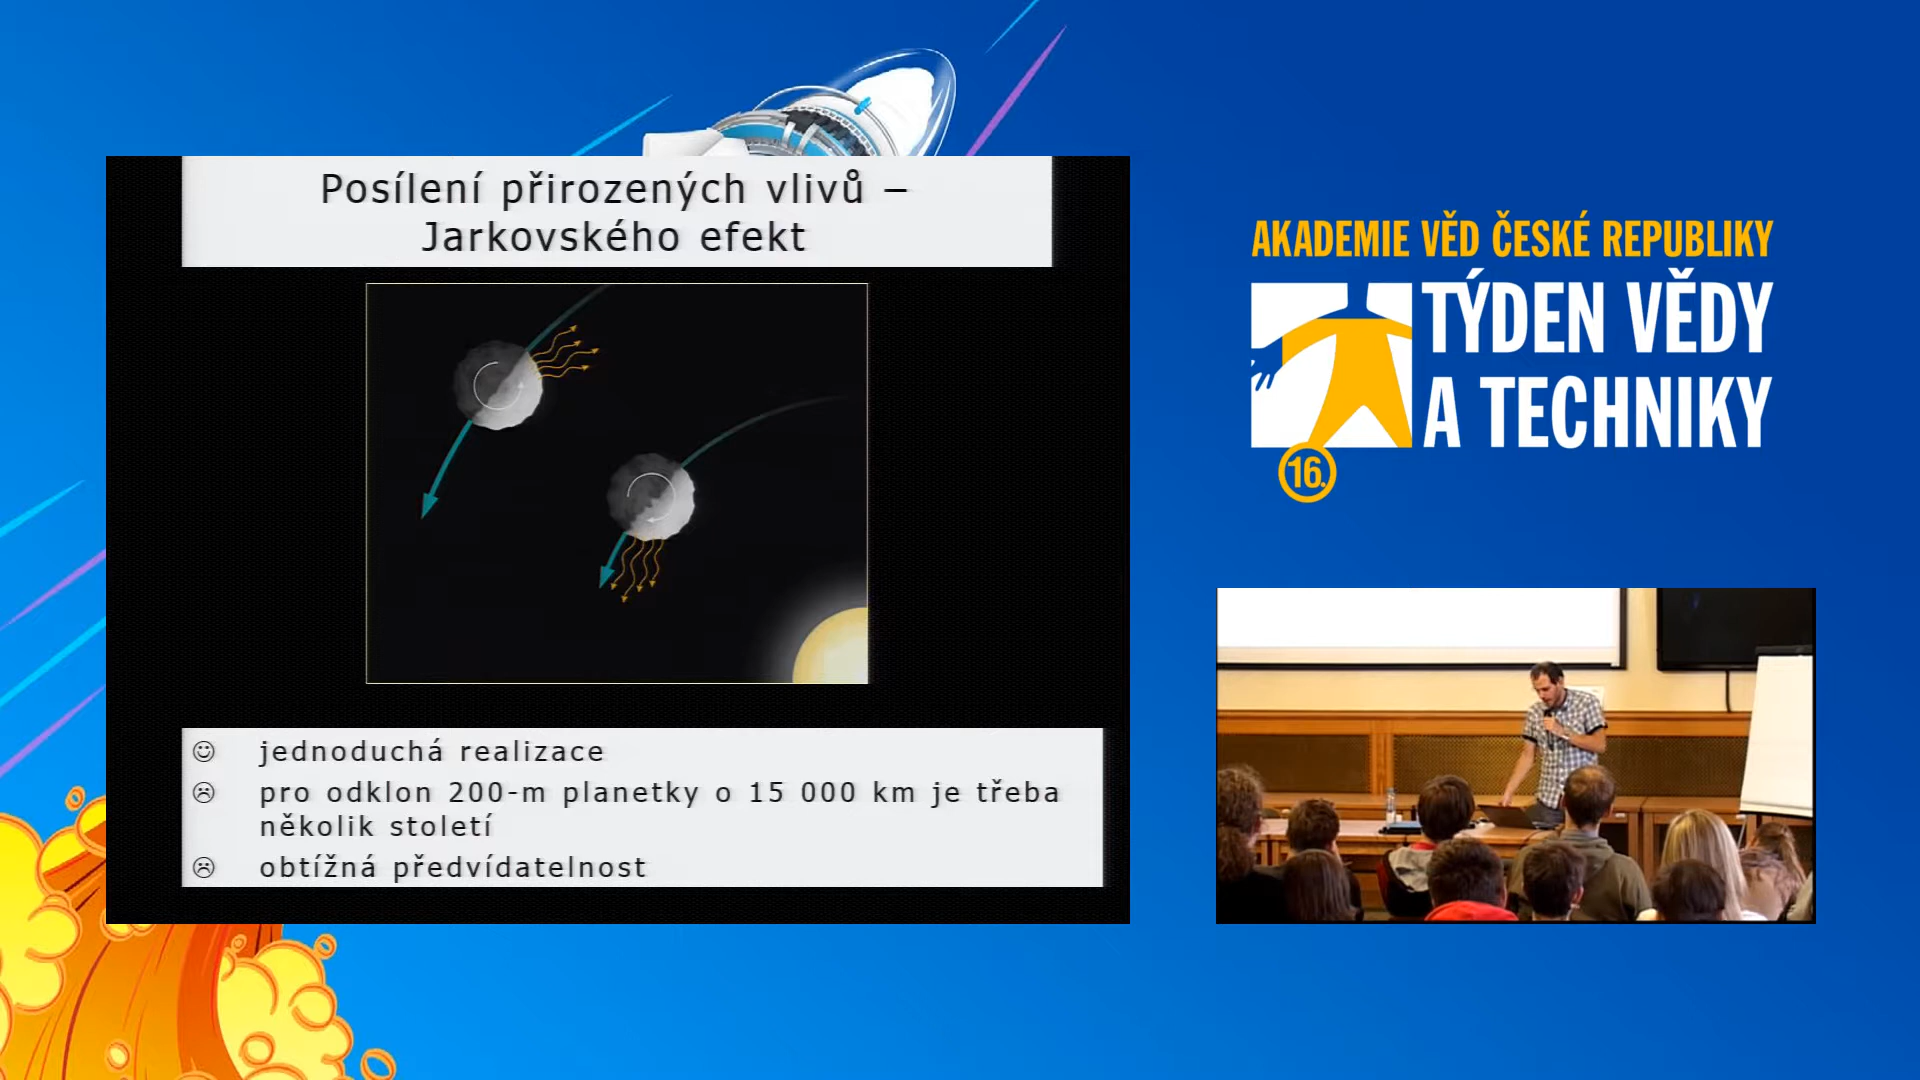 Posílení přirozených vlivů –
Jarkovského efekt
☺ jednoduchá realizace
☹ pro odklon 200-m planetky o 15 000 km je třeba
několik století
☹ obtížná předvídatelnost
AKADEMIE VĚD ČESKÉ REPUBLIKY
TÝDEN VĚDY
A TECHNIKY
16.